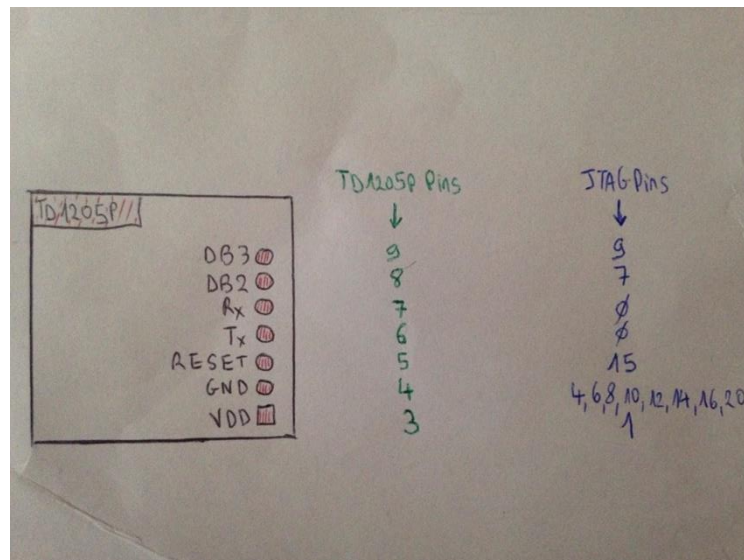 TD1205P Pins JTAG Pins
TD1205P
DB3 9 9
DB2 8 7
Rx 7 ø
Tx 6 ø
RESET 5 15
GND 4 4,6,8,10,12,14,16,20
VDD 3 1